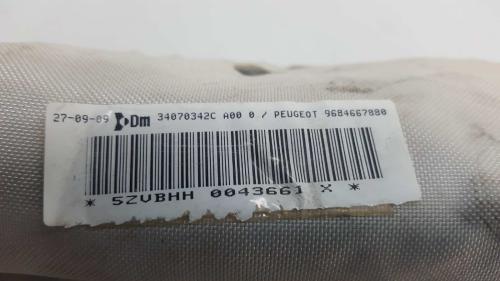 27-09-09 Dm 34070342C A00 0 / PEUGEOT 9684667880
* 5ZVBHH 0043661 X *